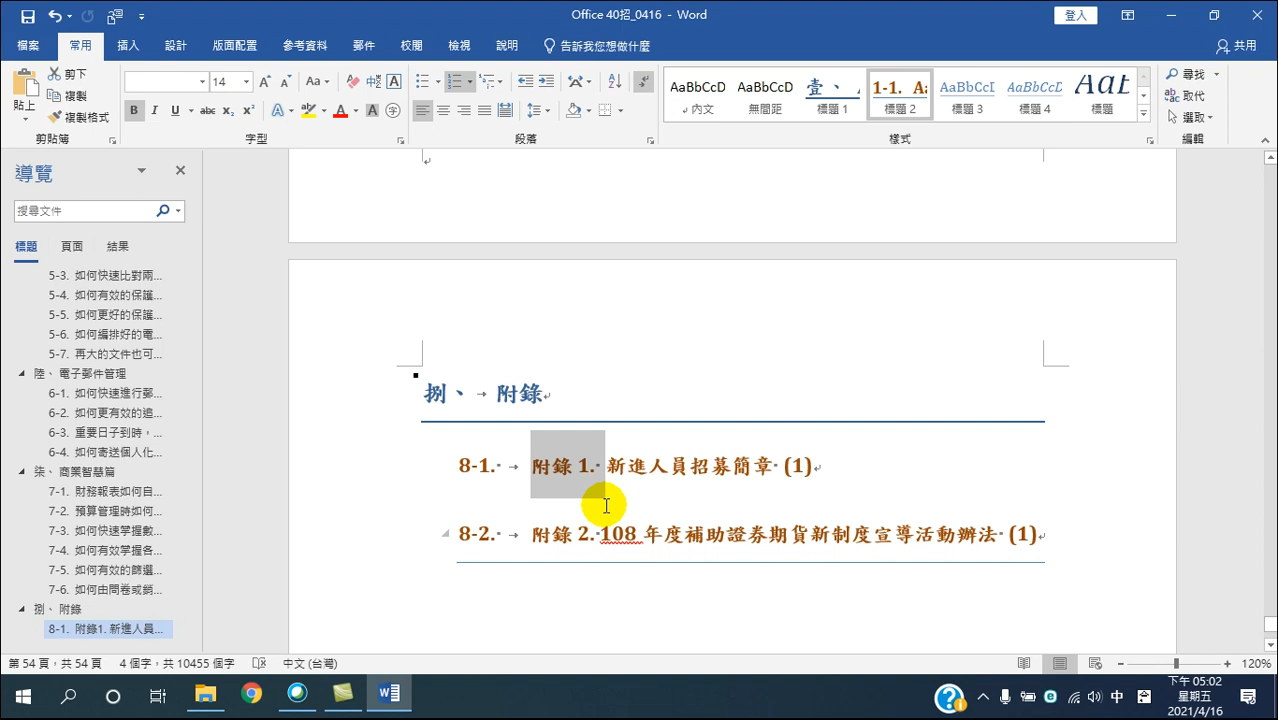 Office 40招_0416 - Word
登入
檔案 常用 插入 設計 版面配置 參考資料 郵件 校閱 檢視 說明 告訴我您想做什麼 共用
貼上 剪下 複製 複製格式
14
Aa
B I U abc X₂ X² A A A 字
AaBbCcD 內文
AaBbCcD 無間距
壹、 標題 1
1-1. Aa 標題 2
AaBbCcI 標題 3
AaBbCcD 標題 4
標題
尋找
取代
選取
剪貼簿 字型 段落 樣式 編輯
導覽
搜尋文件
標題 頁面 結果
5-3. 如何快速比對兩...
5-4. 如何有效的保護...
5-5. 如何更好的保護...
5-6. 如何編排好的電...
5-7. 再大的文件也可...
陸、 電子郵件管理
6-1. 如何快速進行郵...
6-2. 如何更有效的追...
6-3. 重要日子到時，...
6-4. 如何寄送個人化...
柒、 商業智慧篇
7-1. 財務報表如何自...
7-2. 預算管理時如何...
7-3. 如何快速掌握數...
7-4. 如何有效掌握各...
7-5. 如何有效的篩選...
7-6. 如何由問卷或銷...
捌、 附錄
8-1. 附錄1. 新進人員...
捌、 附錄
8-1. 附錄 1. 新進人員招募簡章 (1)
8-2. 附錄 2. 108 年度補助證券期貨新制度宣導活動辦法 (1)
第 54 頁，共 54 頁 4 個字，共 10455 個字 中文 (台灣) 120%
中
下午 05:02
星期五
2021/4/16